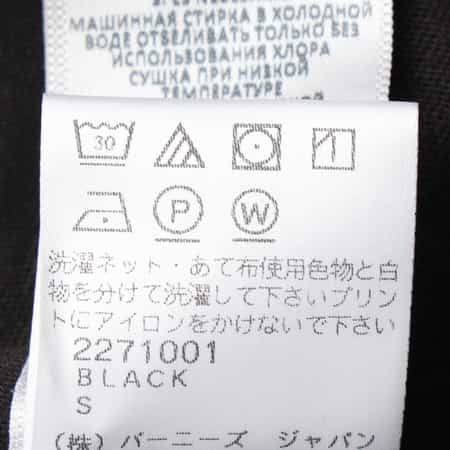 МАШИННАЯ СТИРКА В ХОЛОДНОЙ
ВОДЕ ОТБЕЛИВАТЬ ТОЛЬКО БЕЗ
ИСПОЛЬЗОВАНИЯ ХЛОРА
СУШКА ПРИ НИЗКОЙ
ТЕМПЕРАТУРЕ
30
P W
洗濯ネット・あて布使用色物と白
物を分けて洗濯して下さいプリン
トにアイロンをかけないで下さい
2271001
BLACK
S
(株) バーニーズ ジャパン